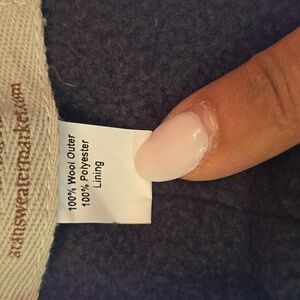 aransweatermarket.com
100% Wool Outer
100% Polyester
Lining